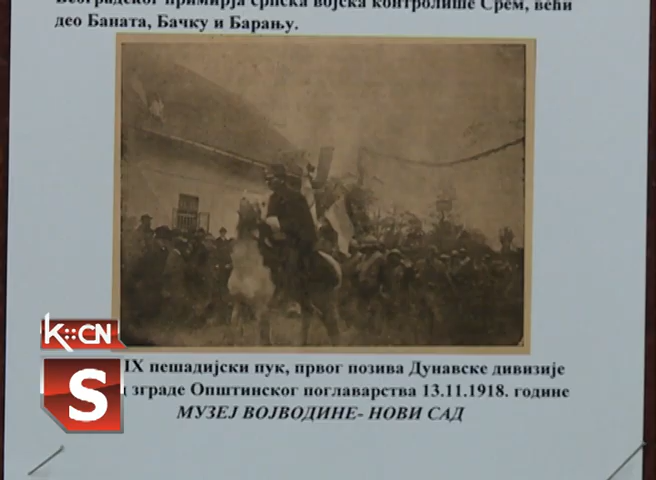 Београдског примирја српска војска контролише Срем, већи
део Баната, Бачку и Барању.
K::CN
S
IX пешадијски пук, првог позива Дунавске дивизије
зграде Општинског поглаварства 13.11.1918. године
МУЗЕЈ ВОЈВОДИНЕ- НОВИ САД